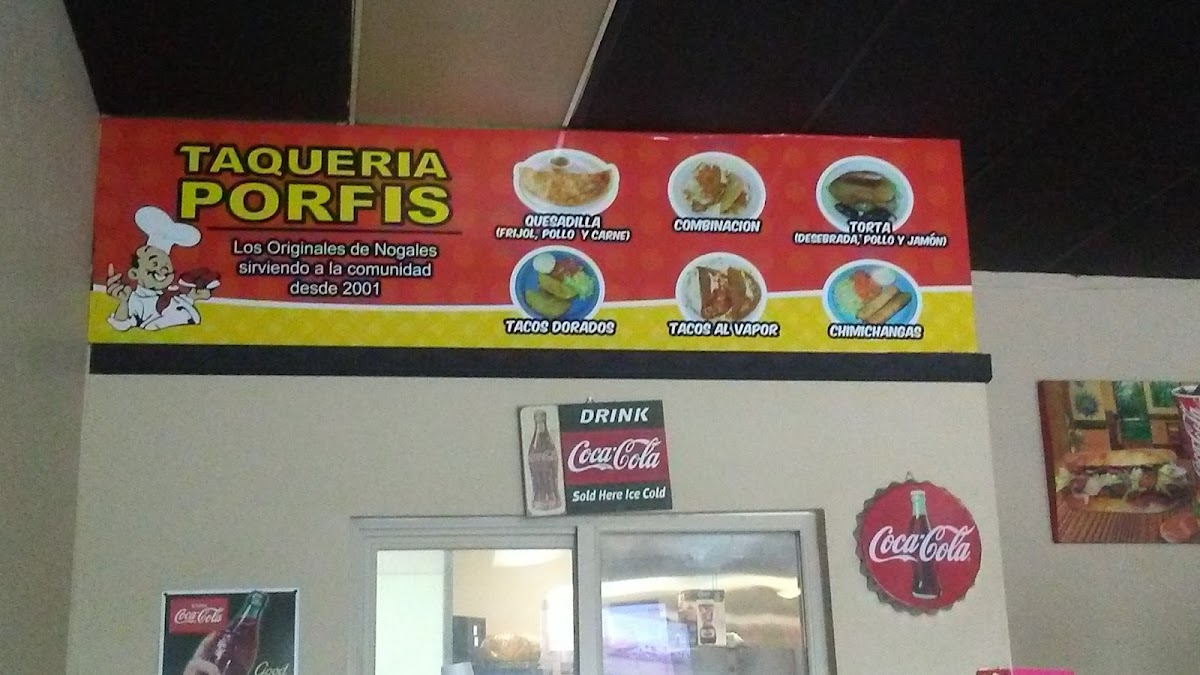 TAQUERIA
PORFIS
Los Originales de Nogales
sirviendo a la comunidad
desde 2001
QUESADILLA
(FRIJOL, POLLO Y CARNE)
COMBINACION
TORTA
(DESEBRADA, POLLO Y JAMÓN)
TACOS DORADOS
TACOS AL VAPOR
CHIMICHANGAS
DRINK
Coca-Cola
Sold Here Ice Cold
Coca-Cola
Coca-Cola
Good